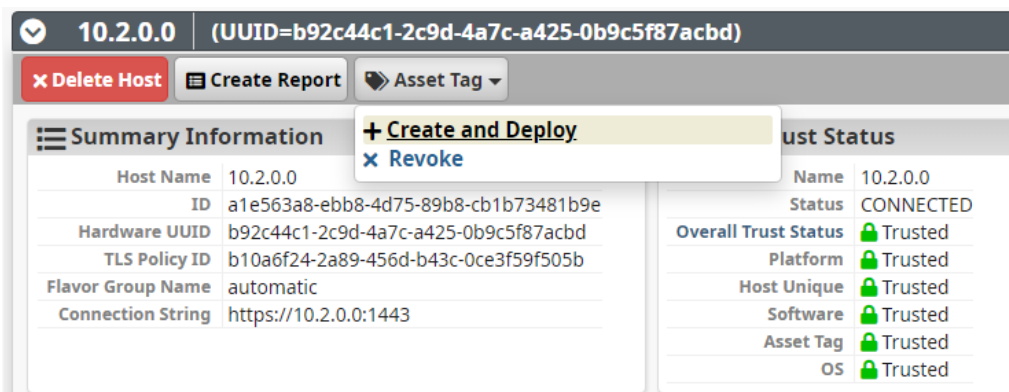 10.2.0.0 (UUID=b92c44c1-2c9d-4a7c-a425-0b9c5f87acbd)
Delete Host Create Report Asset Tag
Create and Deploy
Revoke
Summary Information
Host Name 10.2.0.0
ID a1e563a8-ebb8-4d75-89b8-cb1b73481b9e
Hardware UUID b92c44c1-2c9d-4a7c-a425-0b9c5f87acbd
TLS Policy ID b10a6f24-2a89-456d-b43c-0ce3f59f505b
Flavor Group Name automatic
Connection String https://10.2.0.0:1443
ust Status
Name 10.2.0.0
Status CONNECTED
Overall Trust Status Trusted
Platform Trusted
Host Unique Trusted
Software Trusted
Asset Tag Trusted
OS Trusted